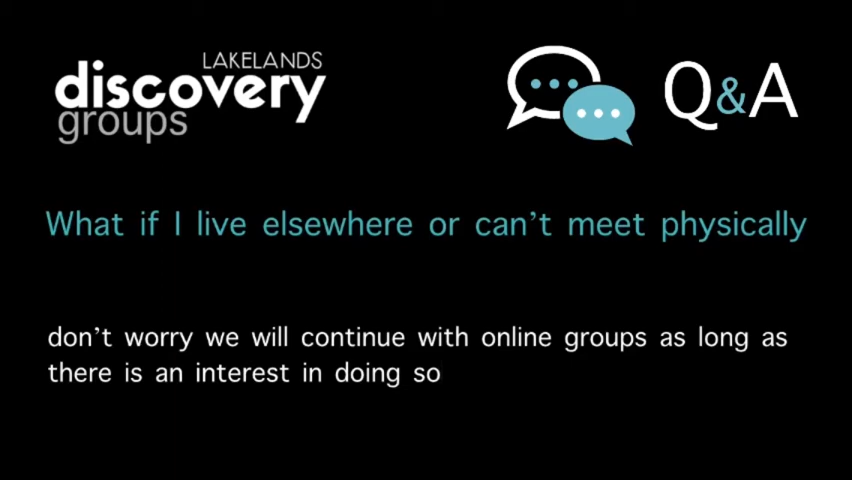 LAKELANDS
discovery
groups
Q&A
What if I live elsewhere or can't meet physically
don't worry we will continue with online groups as long as
there is an interest in doing so